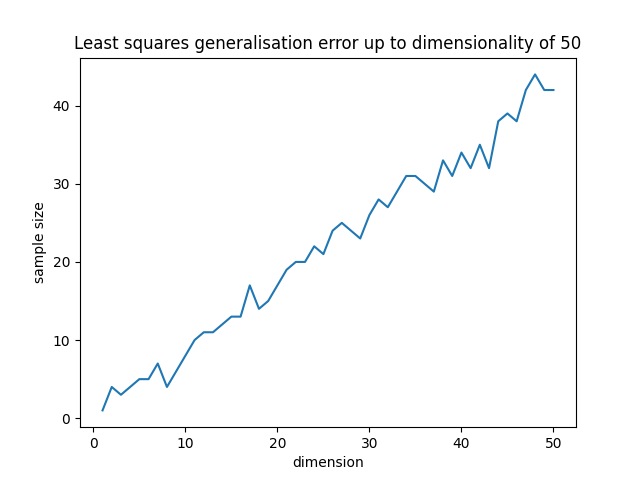 Least squares generalisation error up to dimensionality of 50
sample size
40
30
20
10
0
0 10 20 30 40 50
dimension